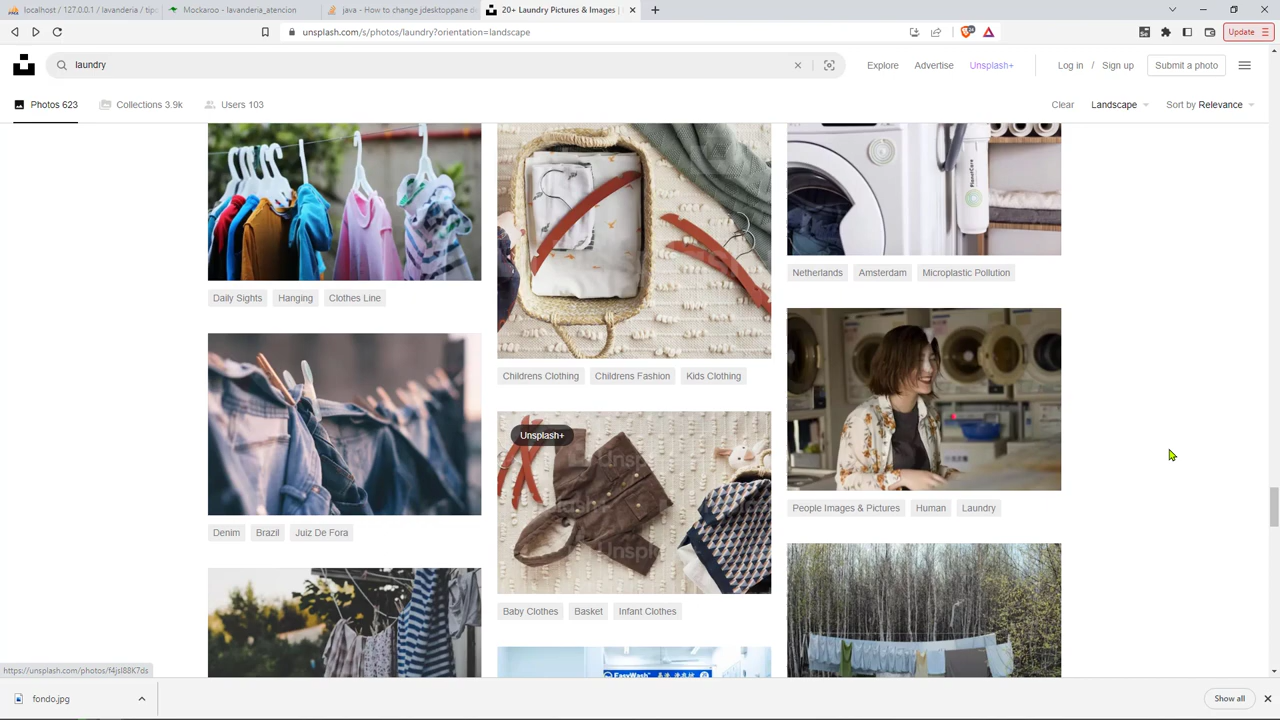 localhost / 127.0.0.1 / lavanderia / tip
Mockaroo - lavanderia_atencion
java - How to change jdesktoppane d
20+ Laundry Pictures & Images |
unsplash.com/s/photos/laundry?orientation=landscape
Update
laundry
Explore
Advertise
Unsplash+
Log in / Sign up
Submit a photo
Photos 623
Collections 3.9k
Users 103
Clear
Landscape
Sort by Relevance
PlanetCare
Netherlands
Amsterdam
Microplastic Pollution
Daily Sights
Hanging
Clothes Line
Childrens Clothing
Childrens Fashion
Kids Clothing
Unsplash+
People Images & Pictures
Human
Laundry
Denim
Brazil
Juiz De Fora
Baby Clothes
Basket
Infant Clothes
EasyWash
https://unsplash.com/photos/f4jsl88K7ds
fondo.jpg
Show all